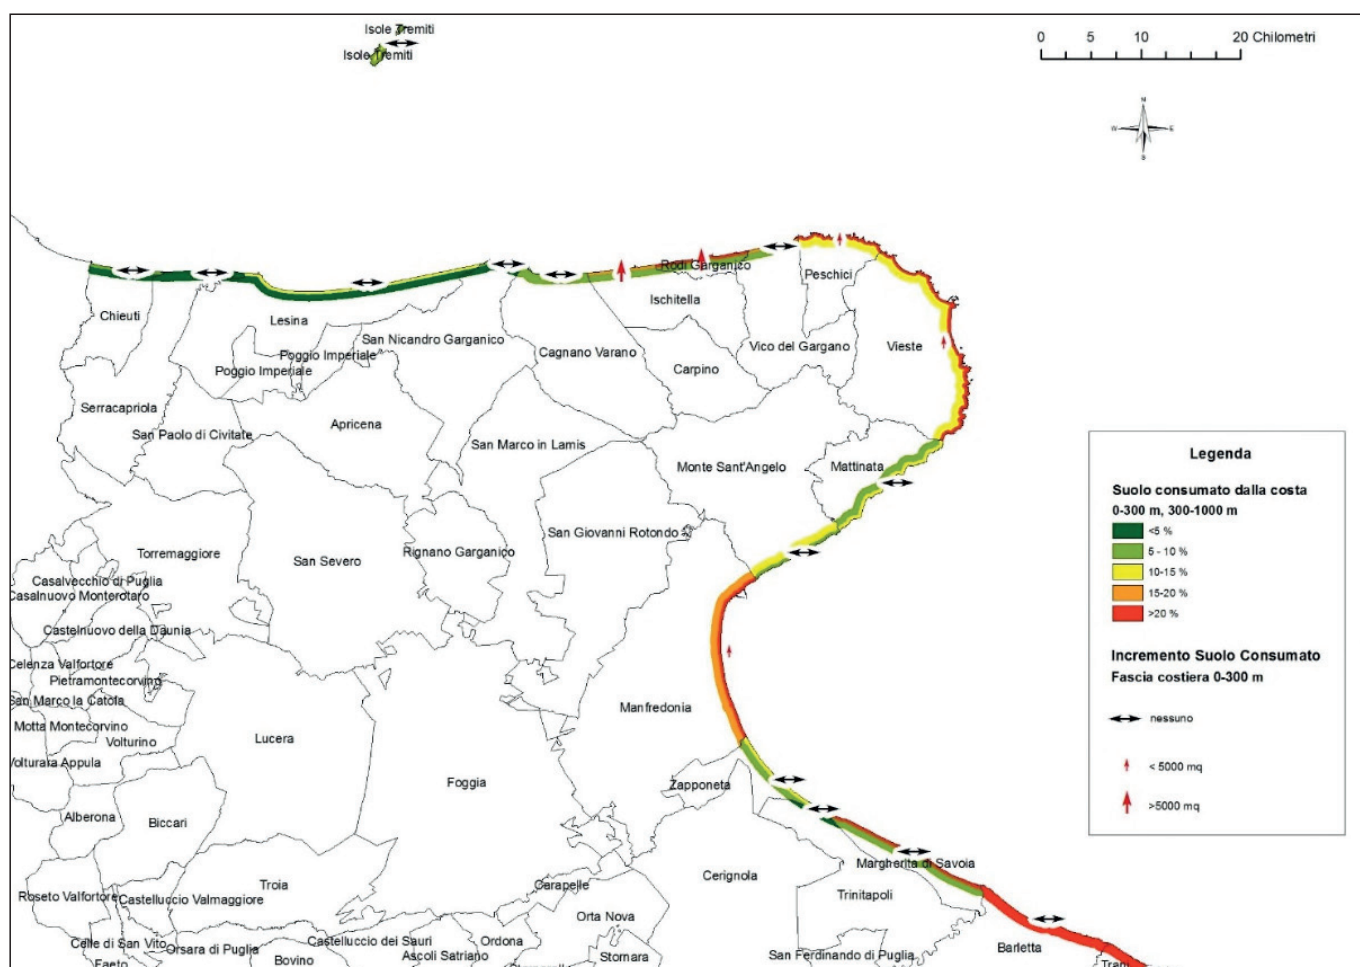 Isole Tremiti
Isole Tremiti
0 5 10 20 Chilometri
N
W E
S
Rodi Garganico
Peschici
Chieuti
Ischitella
Lesina
San Nicandro Garganico
Poggio Imperiale
Poggio Imperiale
Cagnano Varano
Carpino
Vico del Gargano
Vieste
Serracapriola
San Paolo di Civitate
Apricena
San Marco in Lamis
Monte Sant'Angelo
Mattinata
San Giovanni Rotondo
Torremaggiore
San Severo
Rignano Garganico
Casalvecchio di Puglia
Casalnuovo Monterotaro
Castelnuovo della Daunia
Celenza Valfortore
Pietramontecorvino
San Marco la Catola
Motta Montecorvino
Volturino
Volturara Appula
Lucera
Manfredonia
Foggia
Zapponeta
Alberona
Biccari
Cerignola
Margherita di Savoia
Trinitapoli
Roseto Valfortore
Castelluccio Valmaggiore
Troia
Carapelle
Orta Nova
Celle di San Vito
Orsara di Puglia
Castelluccio dei Sauri
Ordona
Faeto
Bovino
Ascoli Satriano
Stornara
San Ferdinando di Puglia
Barletta
Trani
Legenda
Suolo consumato dalla costa
0-300 m, 300-1000 m
<5 %
5 - 10 %
10-15 %
15-20 %
>20 %
Incremento Suolo Consumato
Fascia costiera 0-300 m
nessuno
< 5000 mq
>5000 mq